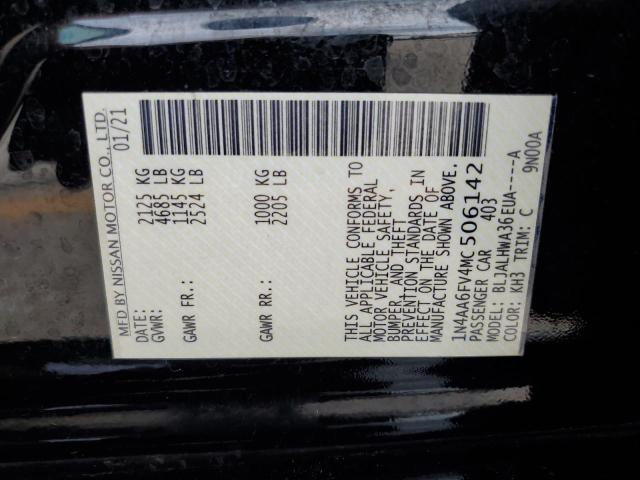 MFD BY NISSAN MOTOR CO., LTD.
DATE: 01/21
GVWR: 2125 KG
4685 LB
GAWR FR.: 1145 KG
2524 LB
GAWR RR.: 1000 KG
2205 LB
THIS VEHICLE CONFORMS TO
ALL APPLICABLE FEDERAL
MOTOR VEHICLE SAFETY,
BUMPER, AND THEFT
PREVENTION STANDARDS IN
EFFECT ON THE DATE OF
MANUFACTURE SHOWN ABOVE.
1N4AA6FV4MC506142
PASSENGER CAR 403
MODEL: BLJALHWA36EUA----A
COLOR: KH3 TRIM: C 9N00A